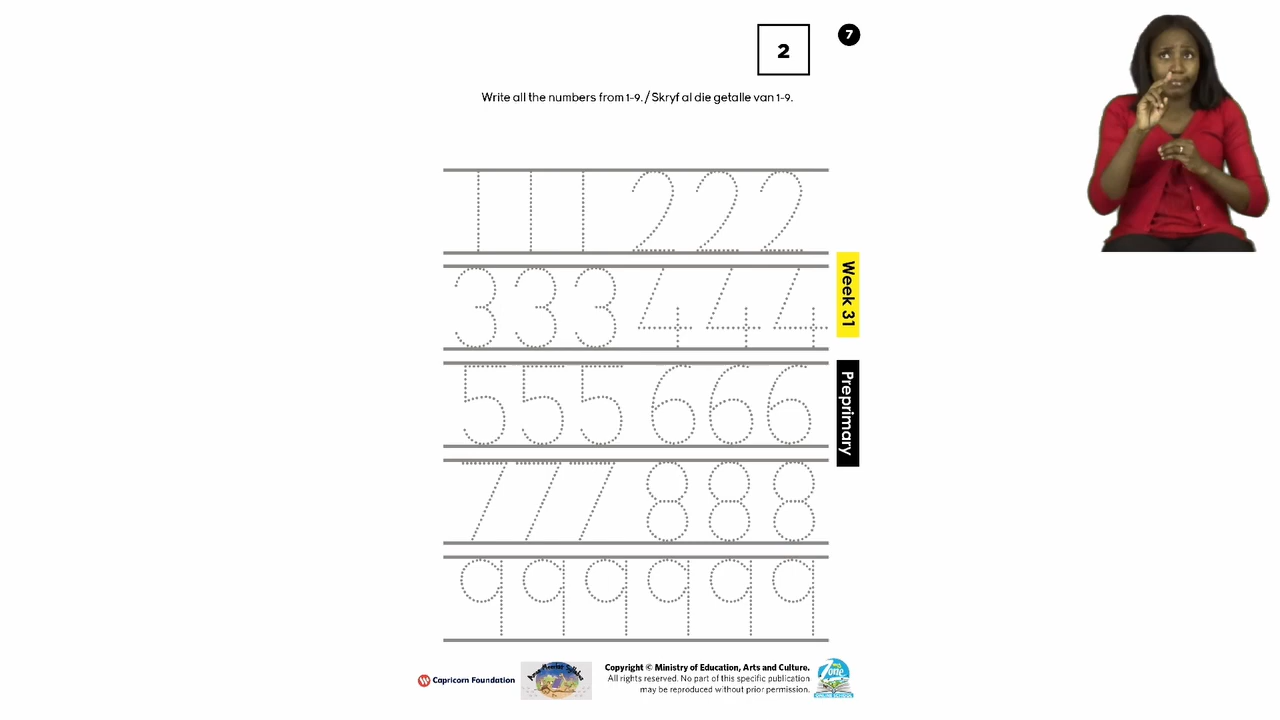 2
7
Write all the numbers from 1-9./Skryf al die getalle van 1-9.
1 1 1 2 2 2
3 3 3 4 4 4
Week 31
5 5 5 6 6 6
Preprimary
7 7 7 8 8 8
9 9 9 9 9 9
Capricorn Foundation
Copyright © Ministry of Education, Arts and Culture.
All rights reserved. No part of this specific publication
may be reproduced without prior permission.
Zone
ONLINE SCHOOL